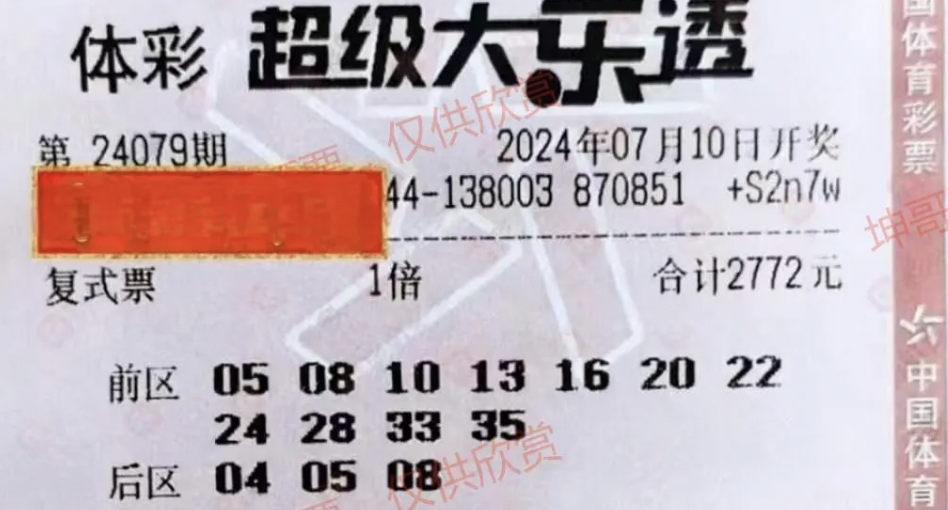 体彩 超级大乐透
仅供欣赏
第 24079期 2024年07月10日开奖
44-138003 870851 +S2n7w
复式票 1倍 合计2772元
前区 05 08 10 13 16 20 22
24 28 33 35
后区 04 05 08
仅供欣赏
国体育彩票
坤哥
中国体育